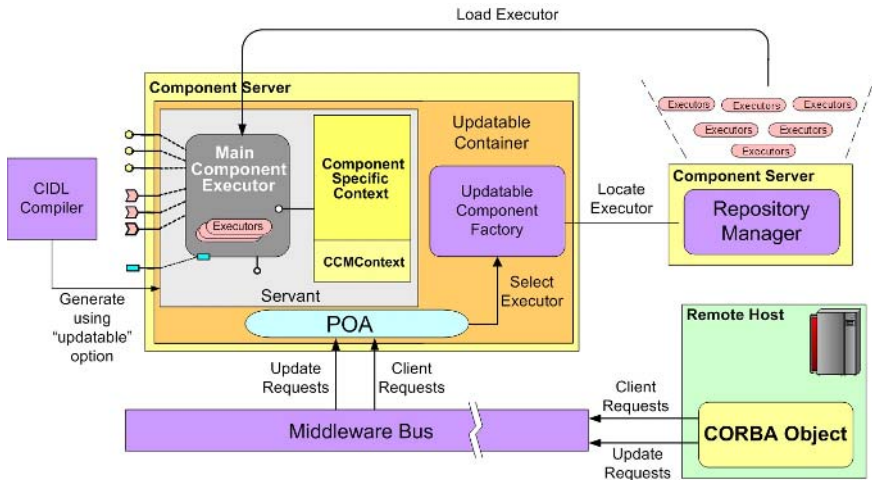 Load Executor
Component Server
Executors
Executors
Executors
Executors
Executors
Executors
Main
Component
Executor
Executors
Component
Specific
Context
CCMContext
Servant
Updatable
Container
Updatable
Component
Factory
Select
Executor
POA
CIDL
Compiler
Generate
using
"updatable"
option
Locate
Executor
Component Server
Repository
Manager
Update
Requests
Client
Requests
Middleware Bus
Remote Host
Client
Requests
CORBA Object
Update
Requests